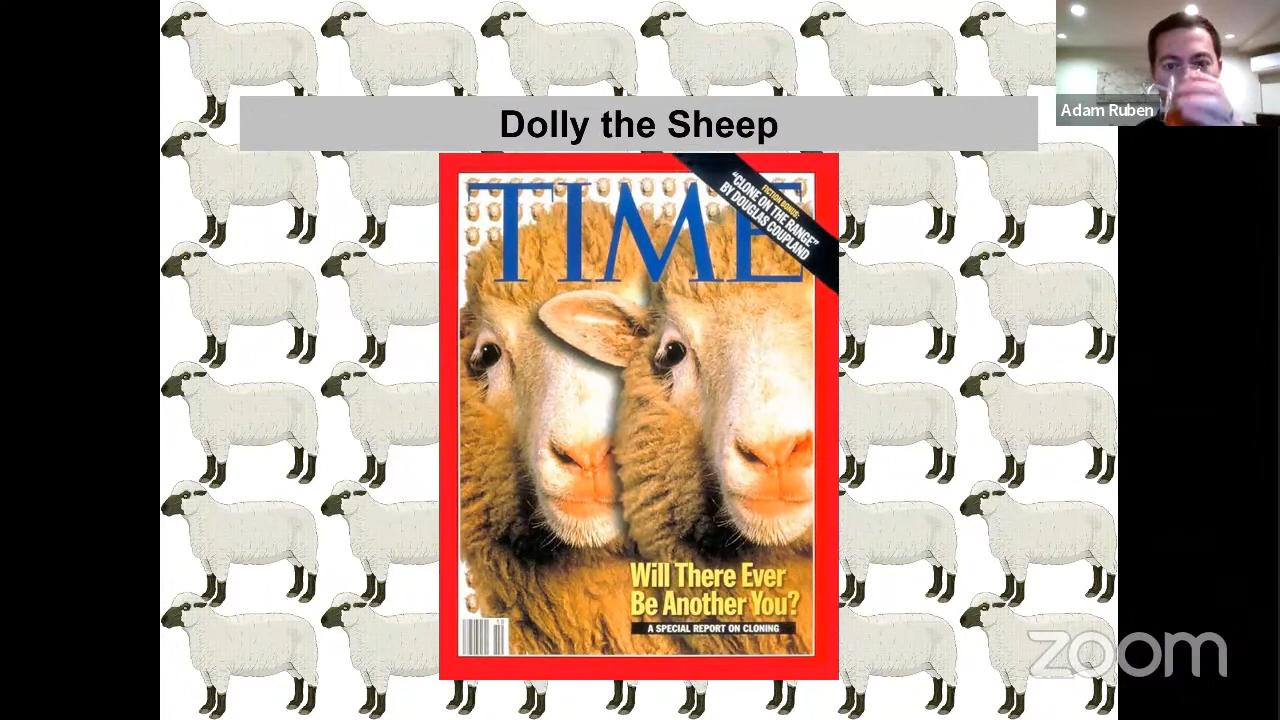 Dolly the Sheep
Adam Ruben
TIME
FICTION BONUS:
"CLONE ON THE RANGE"
BY DOUGLAS COUPLAND
Will There Ever
Be Another You?
A SPECIAL REPORT ON CLONING
zoom